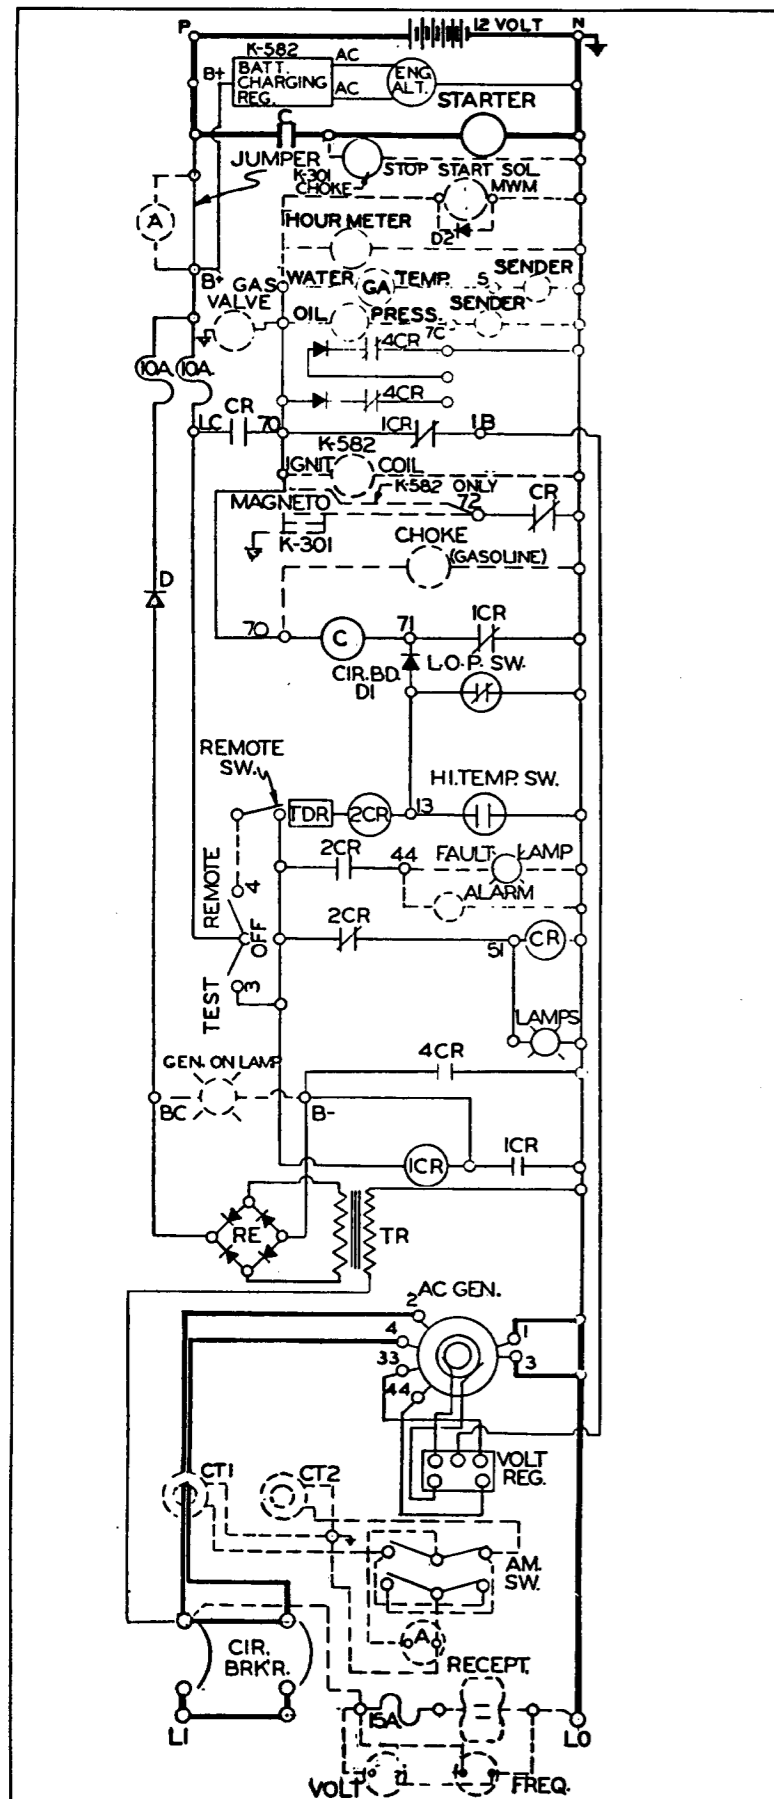 P
12 VOLT
N
K-582
B+
BATT.
CHARGING
REG.
AC
AC
ENG.
ALT.
STARTER
C
JUMPER
K-301
CHOKE
STOP START SOL.
MWM
A
HOUR METER
D2
B+
GAS
VALVE
WATER
GA
TEMP.
5
SENDER
OIL
PRESS.
7C
SENDER
4CR
10A
10A
4CR
LC
CR
70
1CR
1B
K-582
IGNIT
COIL
K-582 ONLY
MAGNETO
72
CR
K-301
CHOKE
(GASOLINE)
D
70
C
71
1CR
CIR.BD.
D1
L.O.P. SW.
REMOTE
SW.
HI.TEMP. SW.
TDR
2CR
13
2CR
44
FAULT LAMP
ALARM
REMOTE
4
OFF
2CR
51
CR
TEST
3
LAMPS
GEN. ON LAMP
4CR
BC
B-
1CR
1CR
RE
TR
2
AC GEN.
4
1
33
3
44
VOLT
REG.
CT1
CT2
AM.
SW.
A
CIR.
BRK'R.
RECEPT.
15A
L1
LO
VOLT
FREQ.